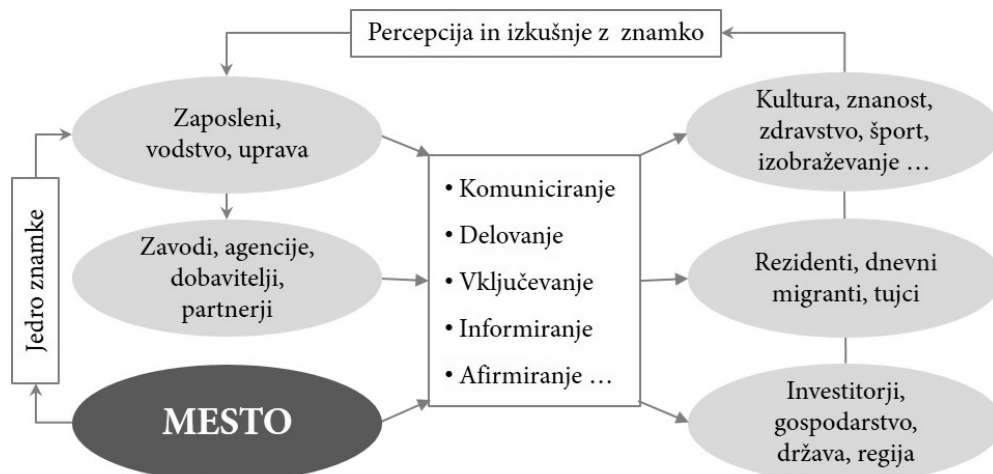 Percepcija in izkušnje z znamko
Zaposleni,
vodstvo, uprava
Zavodi, agencije,
dobavitelji,
partnerji
Jedro znamke
MESTO
• Komuniciranje
• Delovanje
• Vključevanje
• Informiranje
• Afirmiranje …
Kultura, znanost,
zdravstvo, šport,
izobraževanje …
Rezidenti, dnevni
migranti, tujci
Investitorji,
gospodarstvo,
država, regija